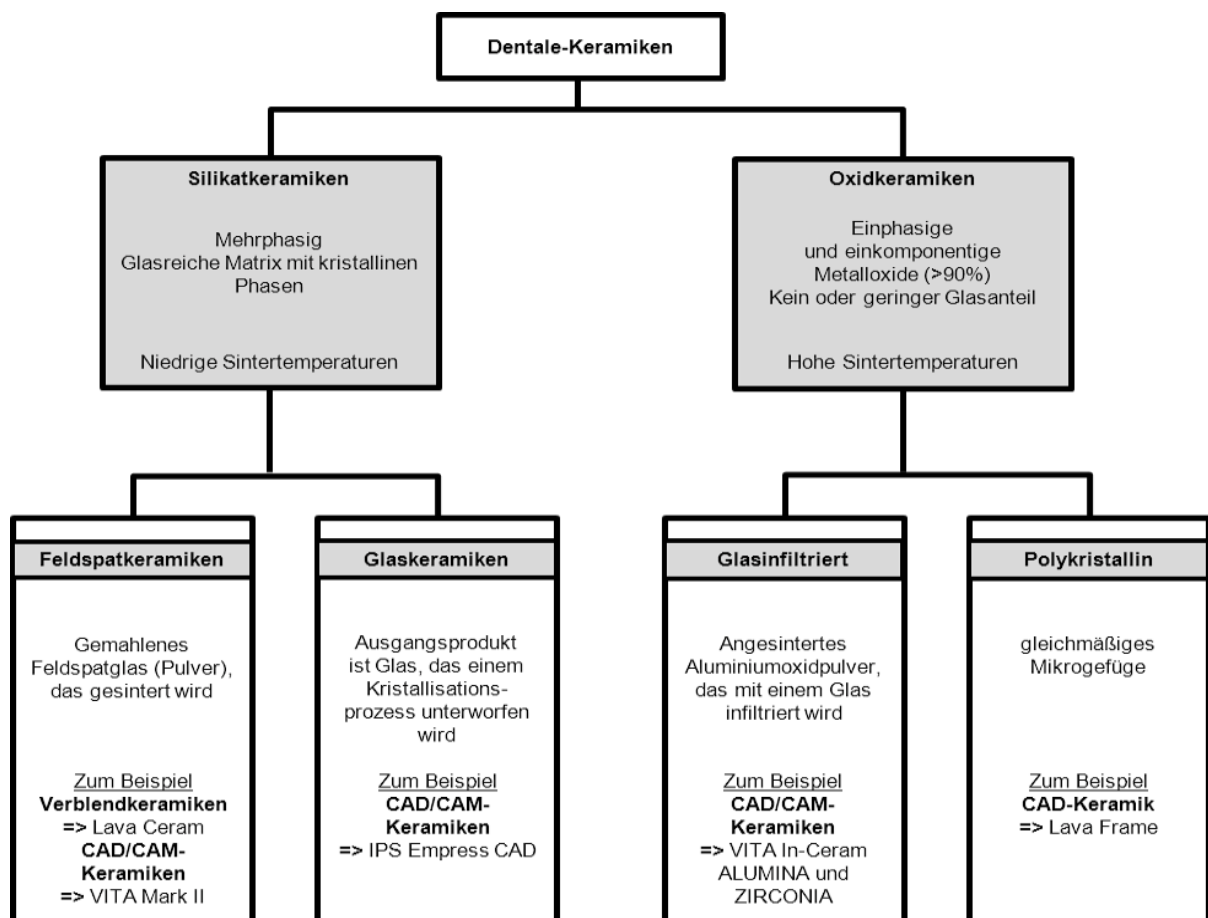 Dentale-Keramiken
Silikatkeramiken
Mehrphasig
Glasreiche Matrix mit kristallinen
Phasen
Niedrige Sintertemperaturen
Oxidkeramiken
Einphasige
und einkomponentige
Metalloxide (>90%)
Kein oder geringer Glasanteil
Hohe Sintertemperaturen
Feldspatkeramiken
Gemahlenes
Feldspatglas (Pulver),
das gesintert wird
Zum Beispiel
Verblendkeramiken
=> Lava Ceram
CAD/CAM-
Keramiken
=> VITA Mark II
Glaskeramiken
Ausgangsprodukt
ist Glas, das einem
Kristallisations-
prozess unterworfen
wird
Zum Beispiel
CAD/CAM-
Keramiken
=> IPS Empress CAD
Glasinfiltriert
Angesintertes
Aluminiumoxidpulver,
das mit einem Glas
infiltriert wird
Zum Beispiel
CAD/CAM-
Keramiken
=> VITA In-Ceram
ALUMINA und
ZIRCONIA
Polykristallin
gleichmäßiges
Mikrogefüge
Zum Beispiel
CAD-Keramik
=> Lava Frame